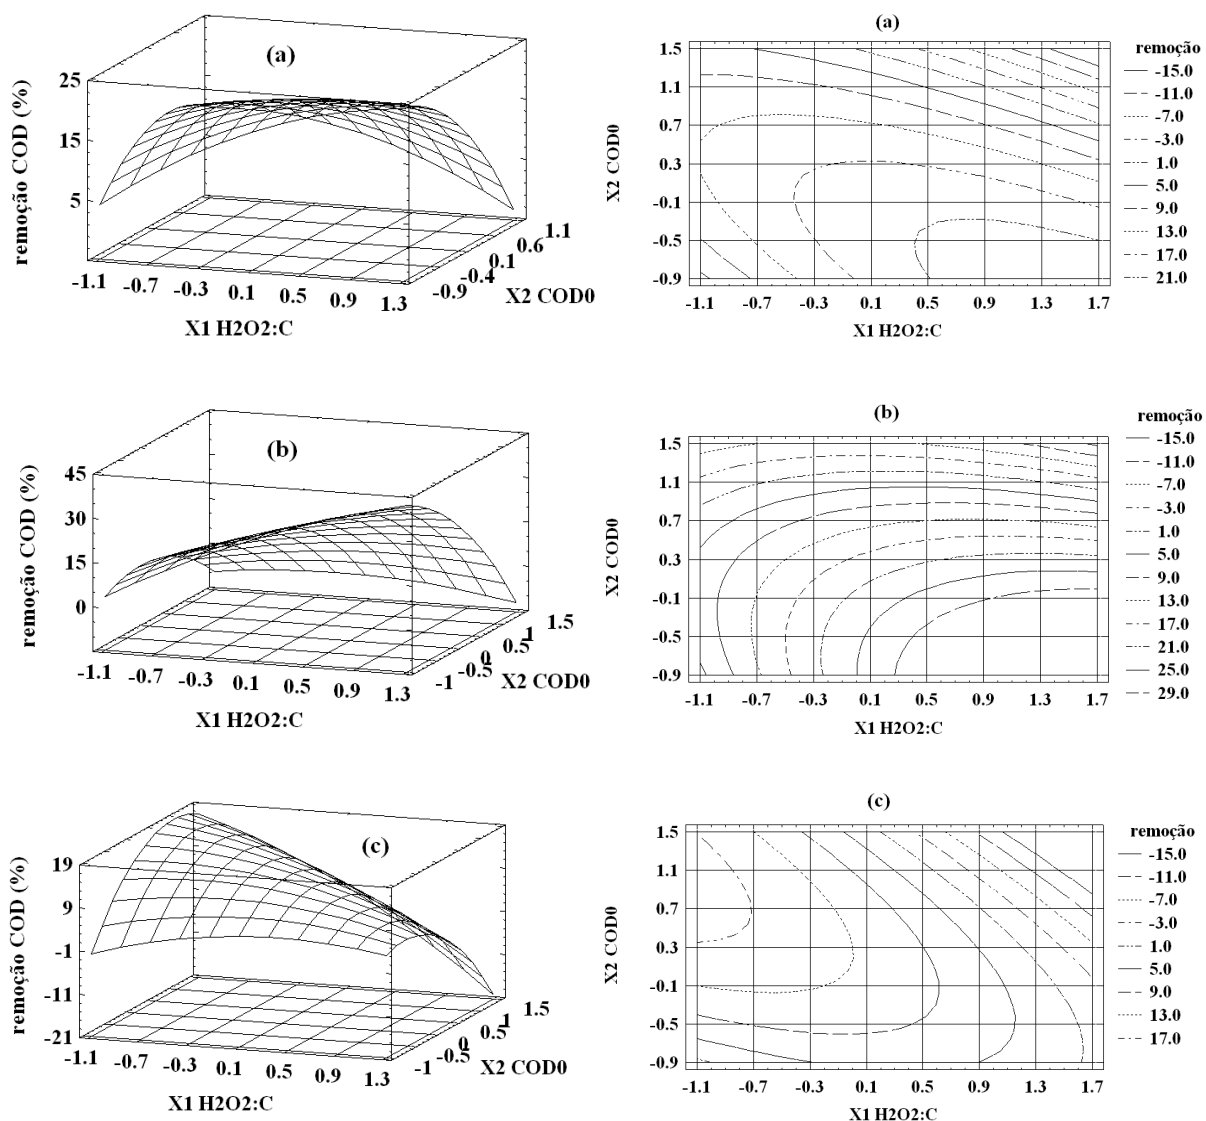 (a)
remoção COD (%)
25
15
5
-1.1 -0.7 -0.3 0.1 0.5 0.9 1.3
X1 H2O2:C
-0.9 -0.4 0.1 0.6 1.1
X2 COD0
(a)
X2 COD0
1.5
1.1
0.7
0.3
-0.1
-0.5
-0.9
-1.1 -0.7 -0.3 0.1 0.5 0.9 1.3 1.7
X1 H2O2:C
remoção
-15.0
-11.0
-7.0
-3.0
1.0
5.0
9.0
13.0
17.0
21.0
(b)
remoção COD (%)
45
30
15
0
-1.1 -0.7 -0.3 0.1 0.5 0.9 1.3
X1 H2O2:C
-1 -0.5 0 0.5 1 1.5
X2 COD0
(b)
X2 COD0
1.5
1.1
0.7
0.3
-0.1
-0.5
-0.9
-1.1 -0.7 -0.3 0.1 0.5 0.9 1.3 1.7
X1 H2O2:C
remoção
-15.0
-11.0
-7.0
-3.0
1.0
5.0
9.0
13.0
17.0
21.0
25.0
29.0
(c)
remoção COD (%)
19
9
-1
-11
-21
-1.1 -0.7 -0.3 0.1 0.5 0.9 1.3
X1 H2O2:C
-1 -0.5 0 0.5 1 1.5
X2 COD0
(c)
X2 COD0
1.5
1.1
0.7
0.3
-0.1
-0.5
-0.9
-1.1 -0.7 -0.3 0.1 0.5 0.9 1.3 1.7
X1 H2O2:C
remoção
-15.0
-11.0
-7.0
-3.0
1.0
5.0
9.0
13.0
17.0